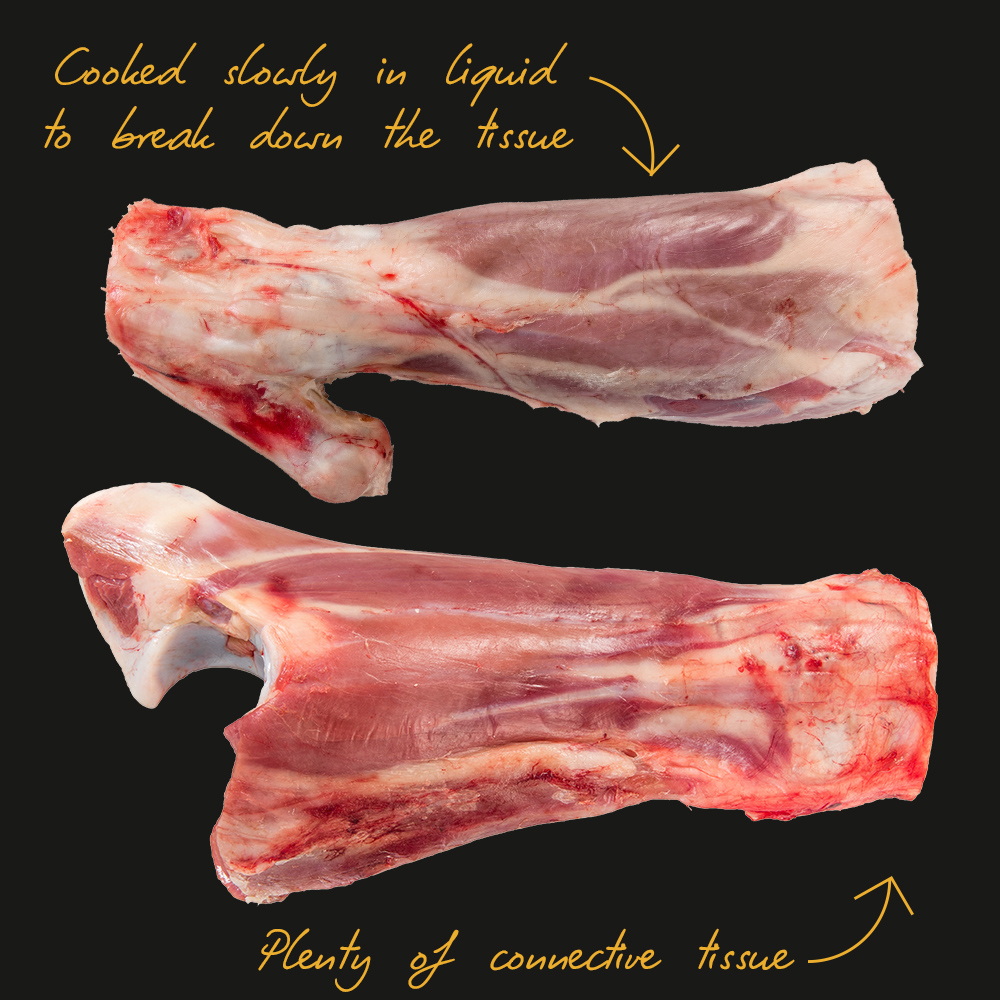 Cooked slowly in liquid
to break down the tissue
Plenty of connective tissue